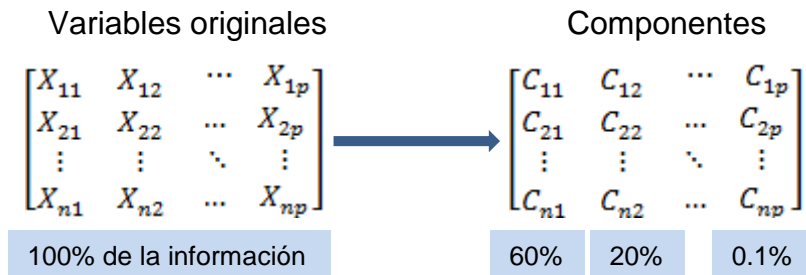 Variables originales
Componentes
X₁₁ X₁₂ ⋯ X₁ₚ
X₂₁ X₂₂ … X₂ₚ
⋮ ⋮ ⋱ ⋮
Xₙ₁ Xₙ₂ … Xₙₚ
C₁₁ C₁₂ ⋯ C₁ₚ
C₂₁ C₂₂ … C₂ₚ
⋮ ⋮ ⋱ ⋮
Cₙ₁ Cₙ₂ … Cₙₚ
100% de la información
60% 20% 0.1%